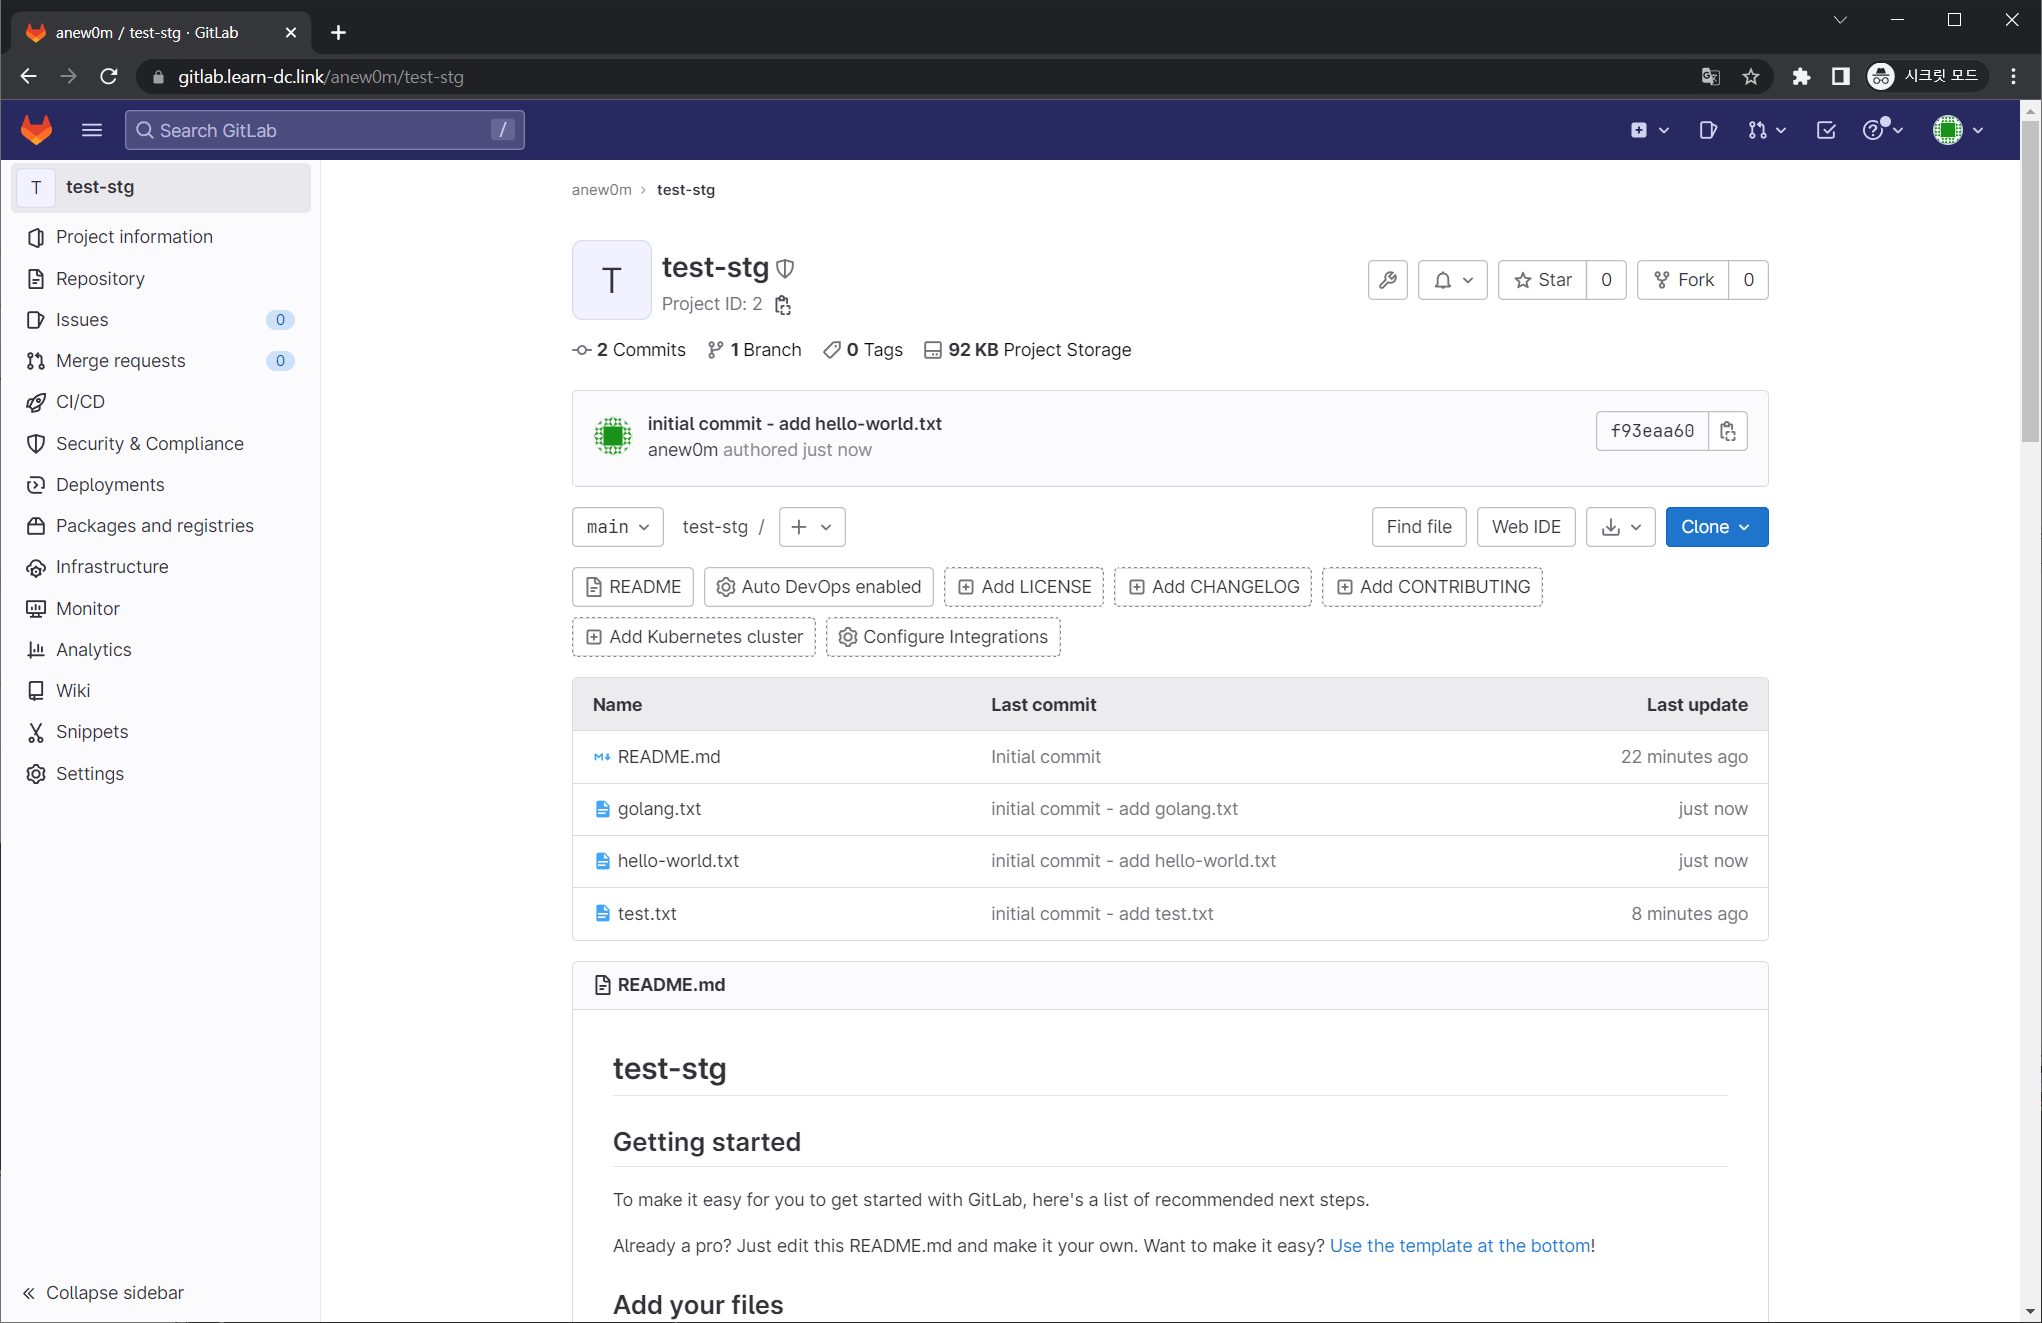 anew0m / test-stg · GitLab
gitlab.learn-dc.link/anew0m/test-stg
시크릿 모드
Search GitLab /
T test-stg
Project information
Repository
Issues 0
Merge requests 0
CI/CD
Security & Compliance
Deployments
Packages and registries
Infrastructure
Monitor
Analytics
Wiki
Snippets
Settings
Collapse sidebar
anew0m › test-stg
T
test-stg
Project ID: 2
Star 0 Fork 0
2 Commits 1 Branch 0 Tags 92 KB Project Storage
initial commit - add hello-world.txt
anew0m authored just now
f93eaa60
main test-stg / +
Find file Web IDE Clone
README Auto DevOps enabled Add LICENSE Add CHANGELOG Add CONTRIBUTING
Add Kubernetes cluster Configure Integrations
Name Last commit Last update
README.md Initial commit 22 minutes ago
golang.txt initial commit - add golang.txt just now
hello-world.txt initial commit - add hello-world.txt just now
test.txt initial commit - add test.txt 8 minutes ago
README.md
test-stg
Getting started
To make it easy for you to get started with GitLab, here's a list of recommended next steps.
Already a pro? Just edit this README.md and make it your own. Want to make it easy? Use the template at the bottom!
Add your files